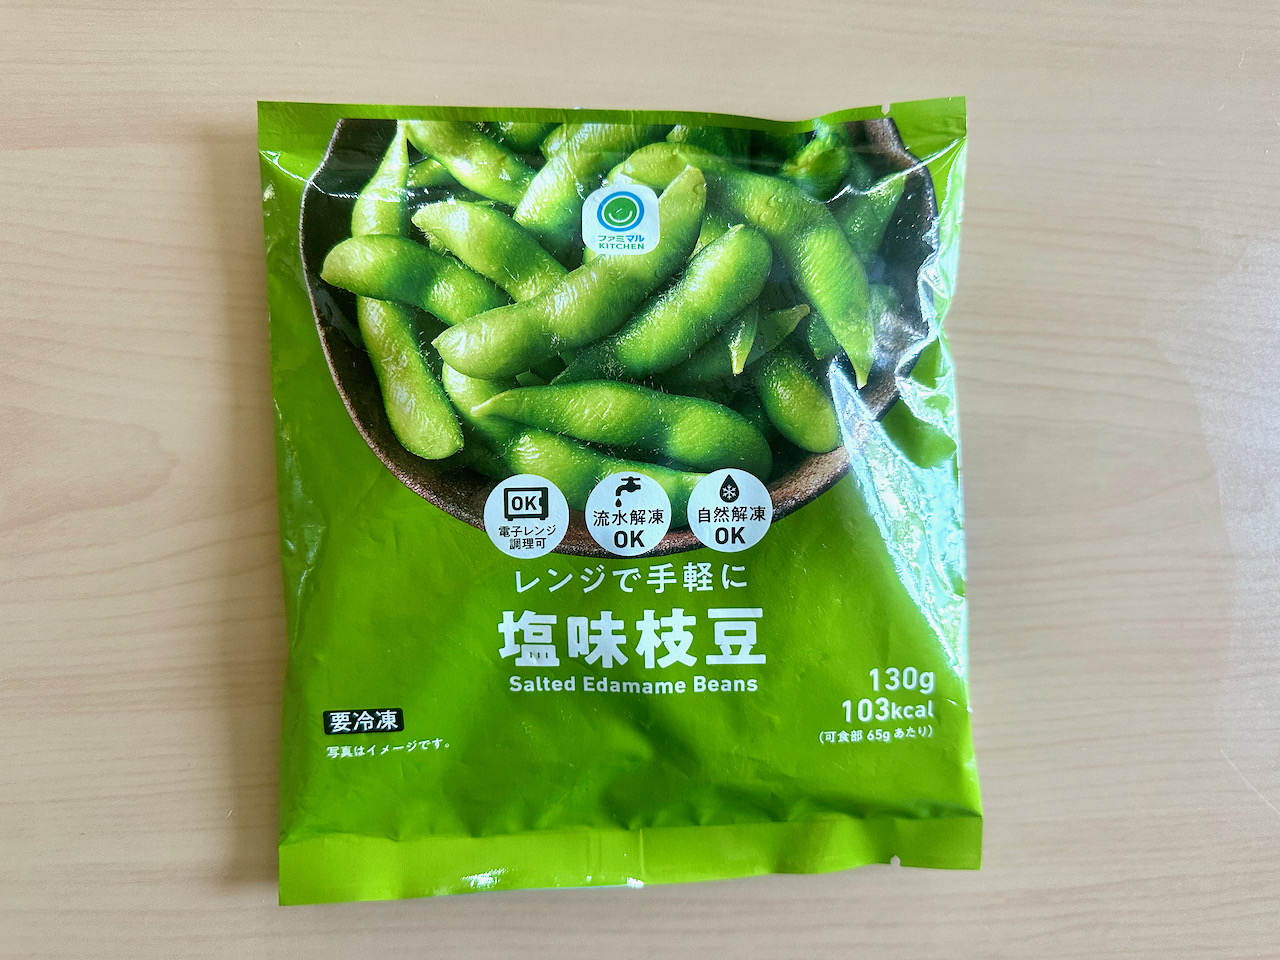 ファミマル
KITCHEN
OK
電子レンジ
調理可
流水解凍
OK
自然解凍
OK
レンジで手軽に
塩味枝豆
Salted Edamame Beans
130g
103kcal
(可食部 65g あたり)
要冷凍
写真はイメージです。